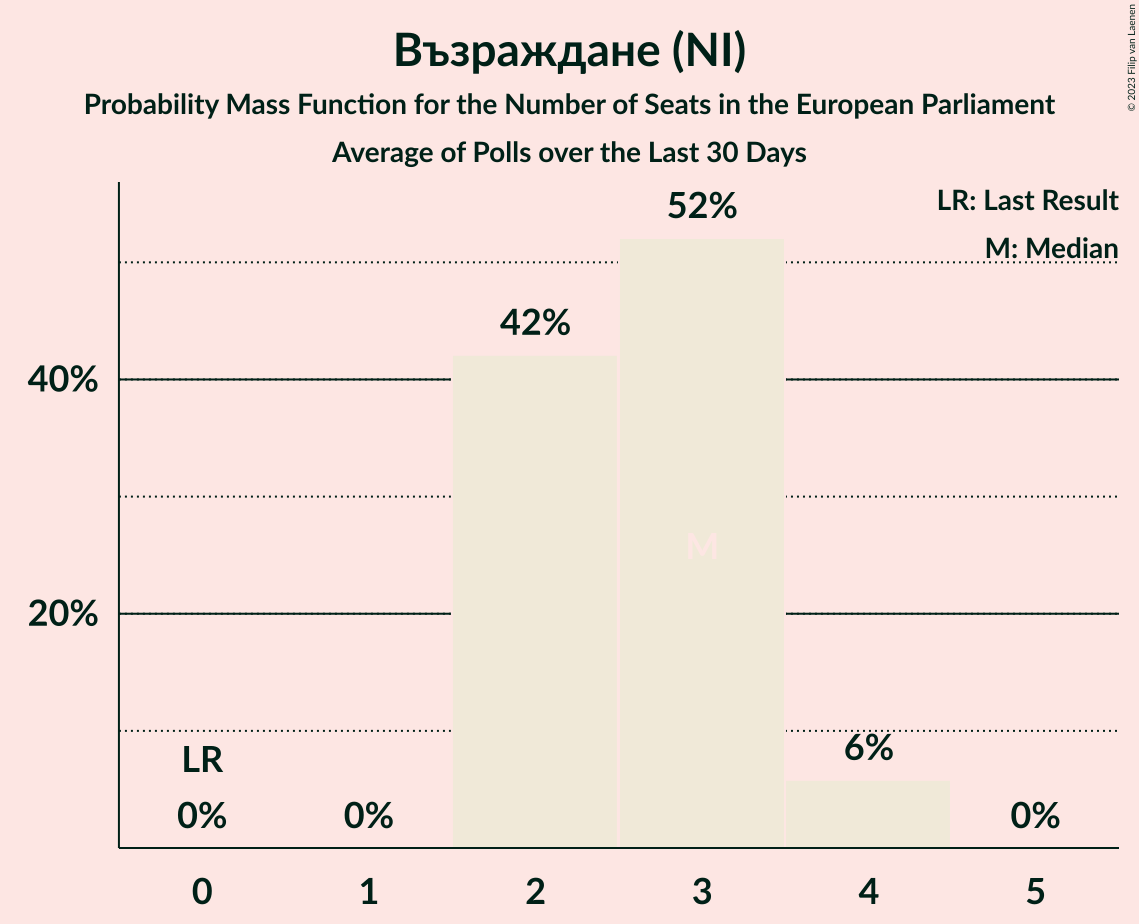 Възраждане (NI)
Probability Mass Function for the Number of Seats in the European Parliament
Average of Polls over the Last 30 Days
© 2023 Filip van Laenen
LR: Last Result
M: Median
52%
42%
40%
M
20%
LR
6%
0%
0%
0%
0 1 2 3 4 5